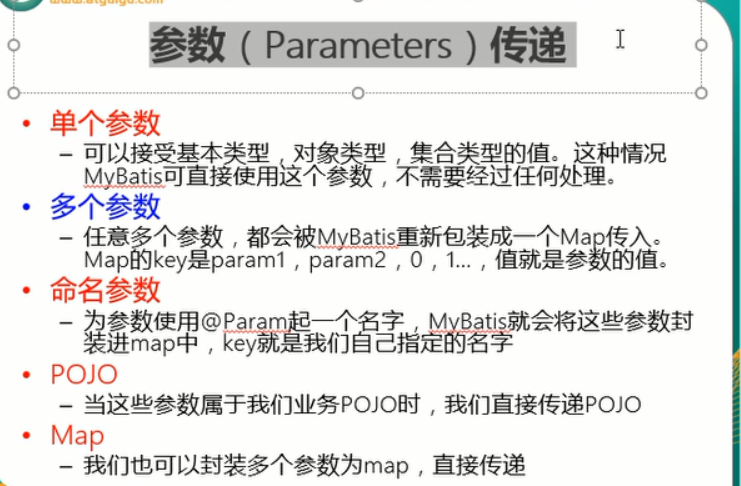 www.atguigu.com
参数（Parameters）传递
• 单个参数
– 可以接受基本类型，对象类型，集合类型的值。这种情况
MyBatis可直接使用这个参数，不需要经过任何处理。
• 多个参数
– 任意多个参数，都会被MyBatis重新包装成一个Map传入。
Map的key是param1，param2，0，1…，值就是参数的值。
• 命名参数
– 为参数使用@Param起一个名字，MyBatis就会将这些参数封
装进map中，key就是我们自己指定的名字
• POJO
– 当这些参数属于我们业务POJO时，我们直接传递POJO
• Map
– 我们也可以封装多个参数为map，直接传递